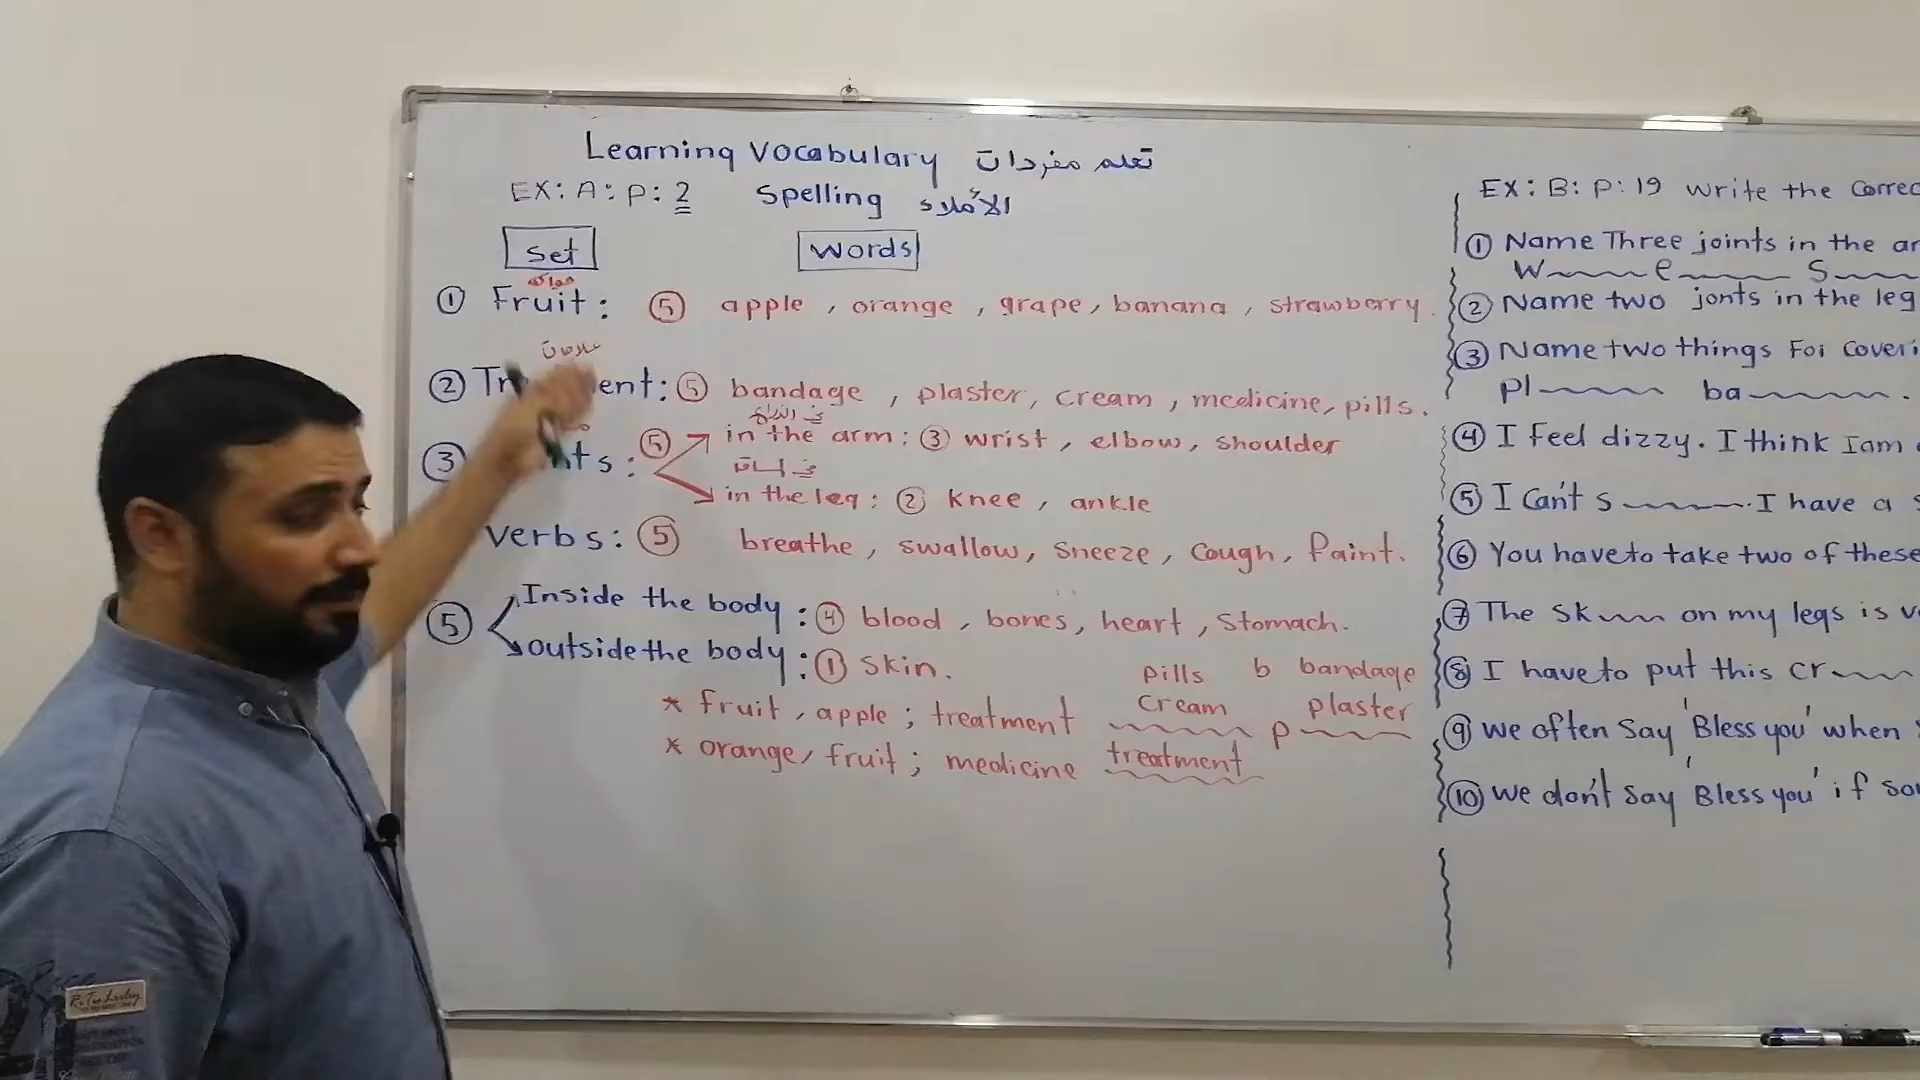 Learning Vocabulary تعلم مفردات
EX: A: P: 2 Spelling الأملاء
Set Words
فواكه
① Fruit: ⑤ apple, orange, grape, banana, strawberry.
علاجات
② Tr ent: ⑤ bandage, plaster, cream, medicine, pills.
في الذراع
③ nts: ⑤ in the arm: ③ wrist, elbow, shoulder
في الساق
in the leg: ② knee, ankle
verbs: ⑤ breathe, swallow, sneeze, cough, Paint.
⑤ Inside the body: ④ blood, bones, heart, stomach.
outside the body: ① skin.
pills b bandage
* fruit, apple; treatment cream p plaster
* orange, fruit; medicine treatment
EX: B: P: 19 write the correc
① Name Three joints in the ar
w e s
② Name two jonts in the leg
③ Name two things For coveri
pl ba .
④ I feel dizzy. I think Iam
⑤ I can't s . I have a s
⑥ You have to take two of these
⑦ The sk on my legs is v
⑧ I have to put this cr
⑨ we often say 'Bless you' when
⑩ we don't say 'Bless you' if so